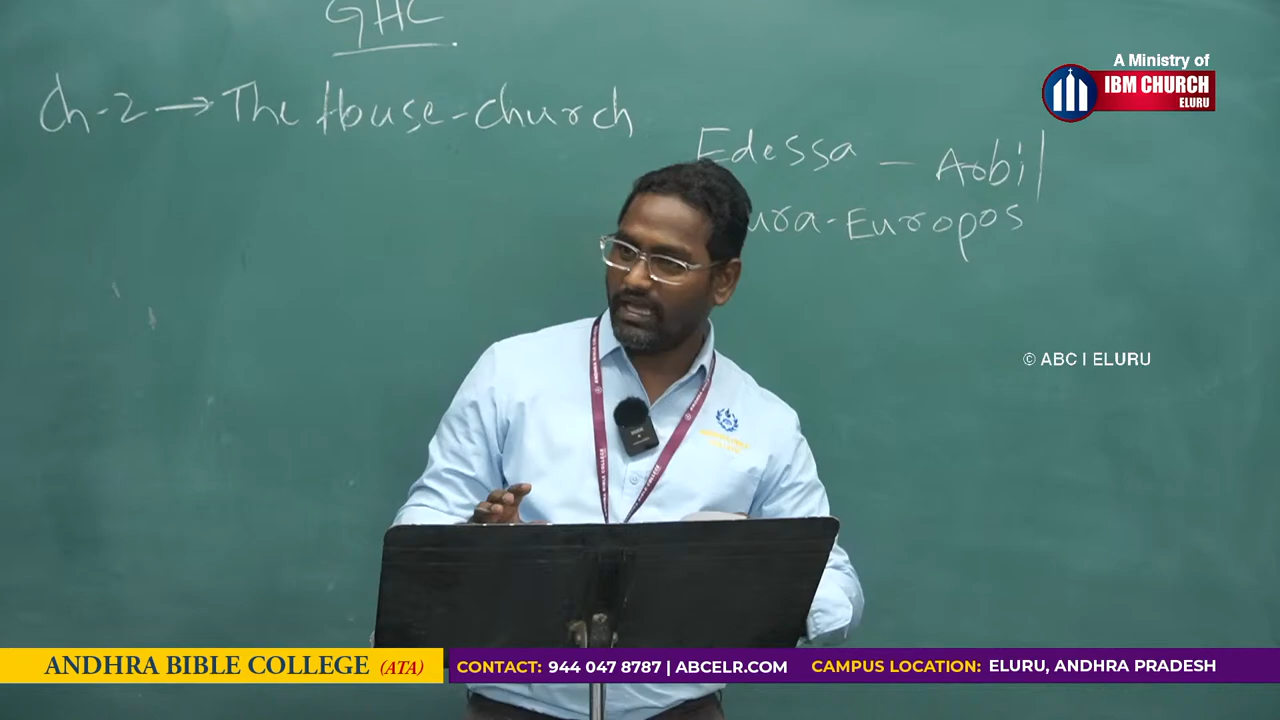 GHC
Ch-2 → The House-church
Edessa – Arbil
ura-Europos
A Ministry of
IBM CHURCH
ELURU
© ABC I ELURU
ANDHRA BIBLE COLLEGE (ATA)
CONTACT: 944 047 8787 | ABCELR.COM
CAMPUS LOCATION: ELURU, ANDHRA PRADESH